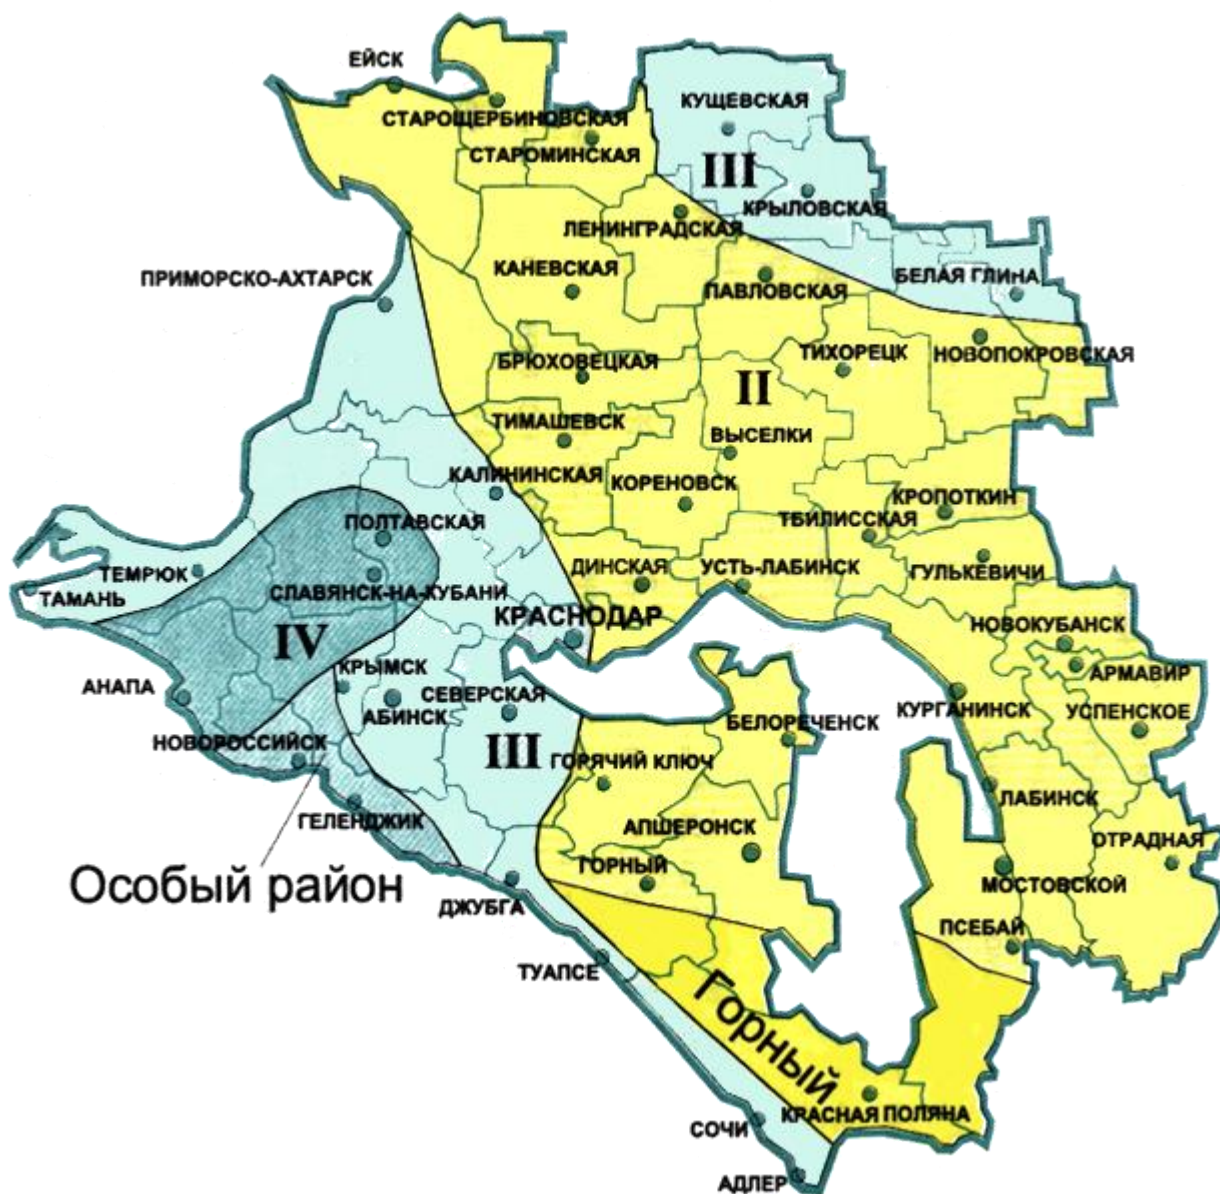 ЕЙСК
КУЩЕВСКАЯ
СТАРОЩЕРБИНОВСКАЯ
СТАРОМИНСКАЯ
III
КРЫЛОВСКАЯ
ЛЕНИНГРАДСКАЯ
ПРИМОРСКО-АХТАРСК
КАНЕВСКАЯ
ПАВЛОВСКАЯ
БЕЛАЯ ГЛИНА
БРЮХОВЕЦКАЯ
ТИХОРЕЦК
НОВОПОКРОВСКАЯ
II
ТИМАШЕВСК
ВЫСЕЛКИ
КАЛИНИНСКАЯ
КОРЕНОВСК
КРОПОТКИН
ПОЛТАВСКАЯ
ТБИЛИССКАЯ
ТЕМРЮК
ДИНСКАЯ
УСТЬ-ЛАБИНСК
ГУЛЬКЕВИЧИ
ТАМАНЬ
СЛАВЯНСК-НА-КУБАНИ
КРАСНОДАР
НОВОКУБАНСК
IV
КРЫМСК
АРМАВИР
АНАПА
СЕВЕРСКАЯ
АБИНСК
КУРГАНИНСК
УСПЕНСКОЕ
БЕЛОРЕЧЕНСК
НОВОРОССИЙСК
III
ГОРЯЧИЙ КЛЮЧ
ЛАБИНСК
ГЕЛЕНДЖИК
АПШЕРОНСК
ОТРАДНАЯ
ГОРНЫЙ
Особый район
МОСТОВСКОЙ
ДЖУБГА
ПСЕБАЙ
ТУАПСЕ
Горный
КРАСНАЯ ПОЛЯНА
СОЧИ
АДЛЕР